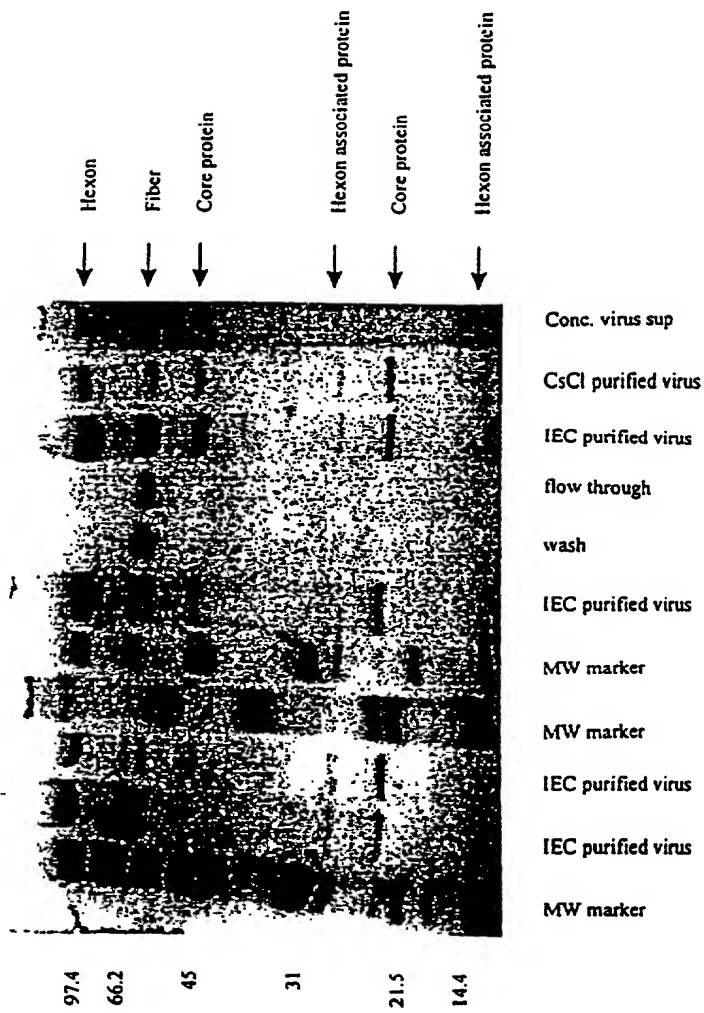 Hexon
Fiber
Core protein
Hexon associated protein
Core protein
Hexon associated protein
Conc. virus sup
CsCl purified virus
IEC purified virus
flow through
wash
IEC purified virus
MW marker
MW marker
IEC purified virus
IEC purified virus
MW marker
97.4
66.2
45
31
21.5
14.4